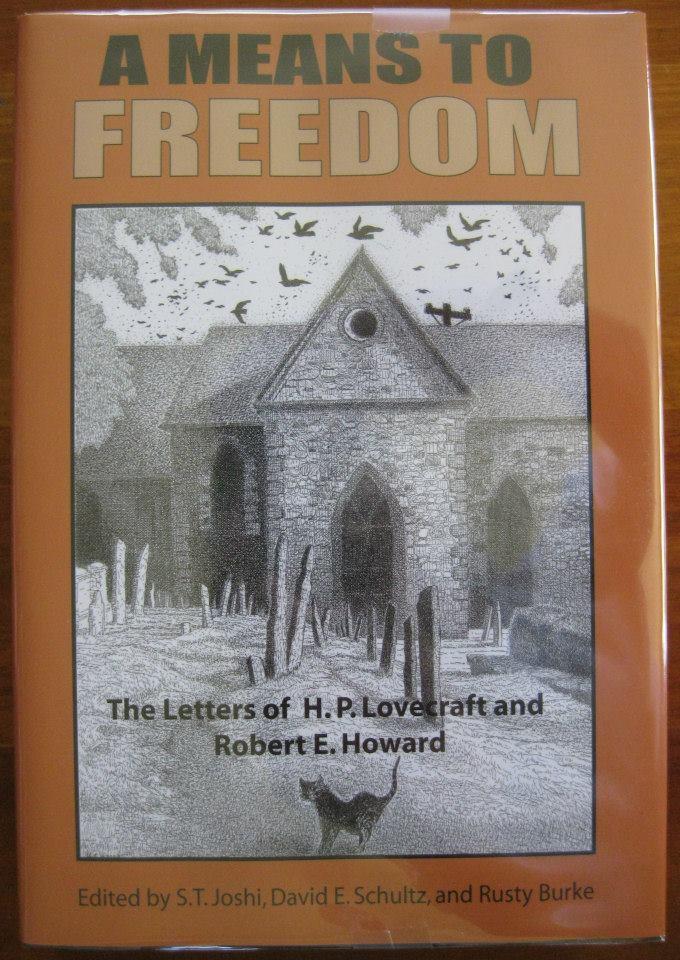 A MEANS TO
FREEDOM
The Letters of H. P. Lovecraft and
Robert E. Howard
Edited by S.T. Joshi, David E. Schultz, and Rusty Burke